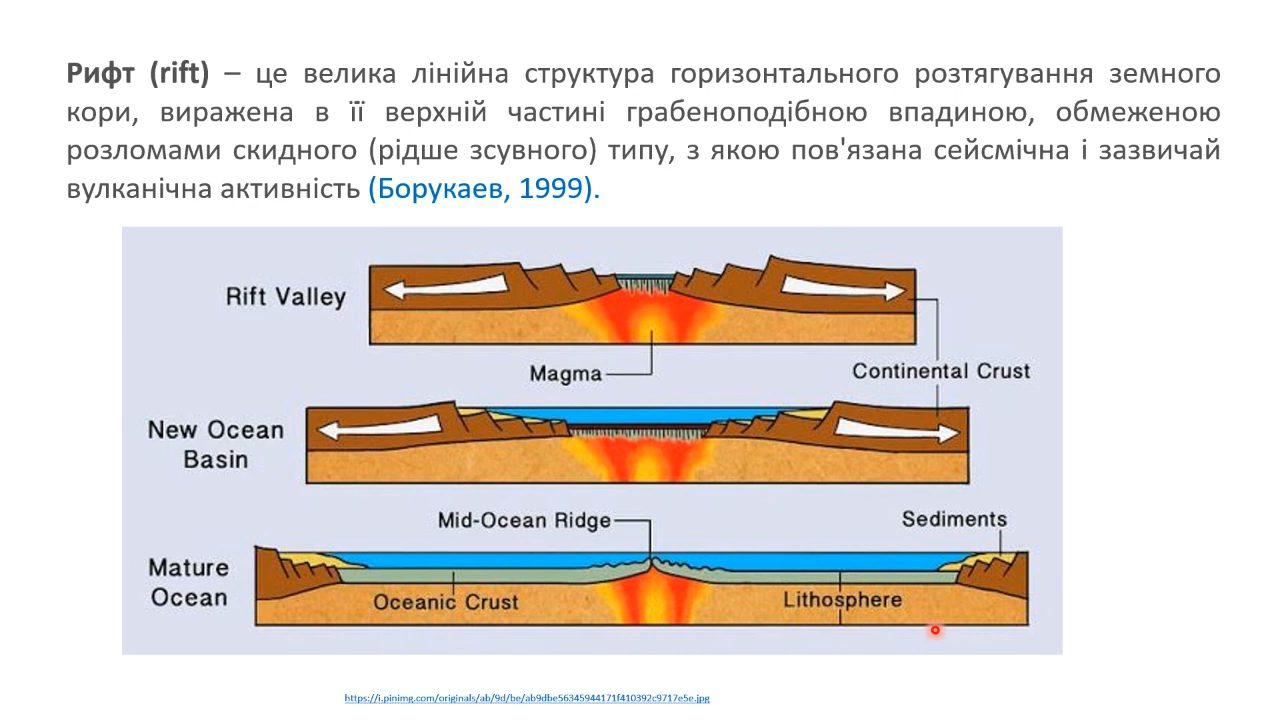 Рифт (rift) – це велика лінійна структура горизонтального розтягування земного
кори, виражена в її верхній частині грабеноподібною впадиною, обмеженою
розломами скидного (рідше зсувного) типу, з якою пов'язана сейсмічна і зазвичай
вулканічна активність (Борукаев, 1999).
Rift Valley
Magma
Continental Crust
New Ocean
Basin
Mid-Ocean Ridge
Sediments
Mature
Ocean
Oceanic Crust
Lithosphere
https://i.pinimg.com/originals/ab/9d/be/ab9dbe56345944171f410392c9717e5e.jpg